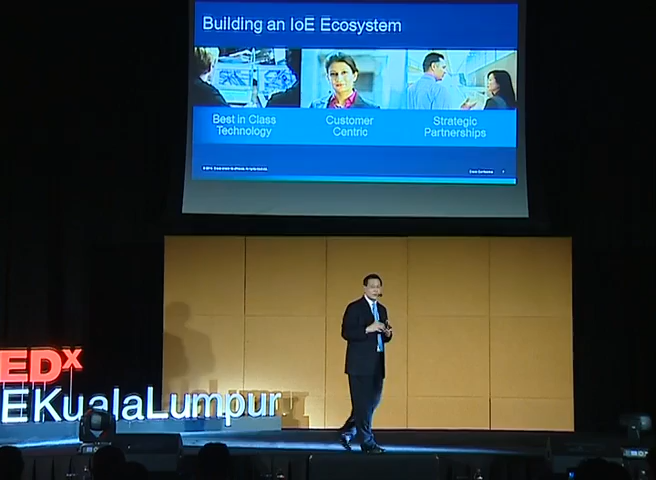 Building an IoE Ecosystem
Best in Class
Technology
Customer
Centric
Strategic
Partnerships
EDx
EKualaLumpur